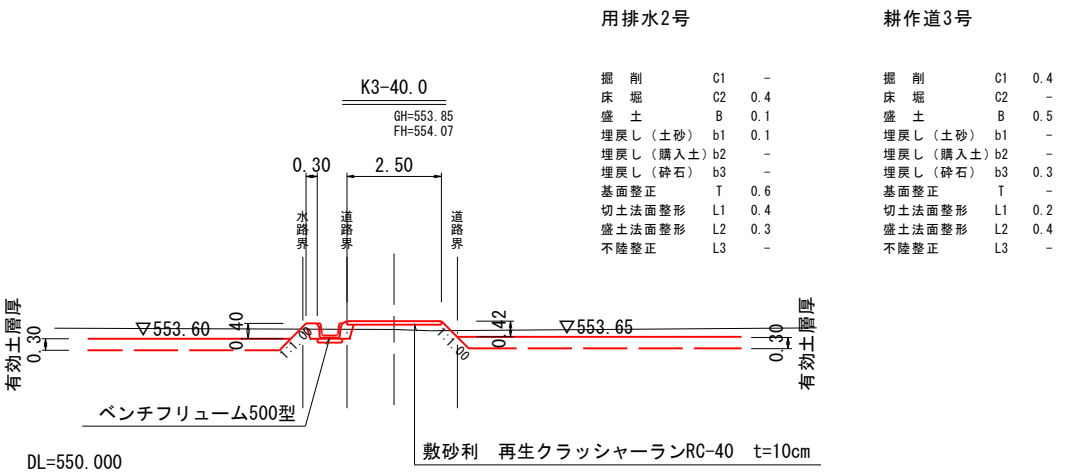 用排水2号
掘 削 C1 -
床 堀 C2 0.4
盛 土 B 0.1
埋戻し（土砂） b1 0.1
埋戻し（購入土） b2 -
埋戻し（砕石） b3 -
基面整正 T 0.6
切土法面整形 L1 0.4
盛土法面整形 L2 0.3
不陸整正 L3 -
耕作道3号
掘 削 C1 0.4
床 堀 C2 -
盛 土 B 0.5
埋戻し（土砂） b1 -
埋戻し（購入土） b2 -
埋戻し（砕石） b3 0.3
基面整正 T -
切土法面整形 L1 0.2
盛土法面整形 L2 0.4
不陸整正 L3 -
K3-40.0
GH=553.85
FH=554.07
0.30
2.50
水路界
道路界
道路界
有効土層厚
0.30
▽553.60
0.40
1:1.00
1:1.00
0.42
▽553.65
0.30
有効土層厚
ベンチフリューム500型
敷砂利 再生クラッシャーランRC-40 t=10cm
DL=550.000